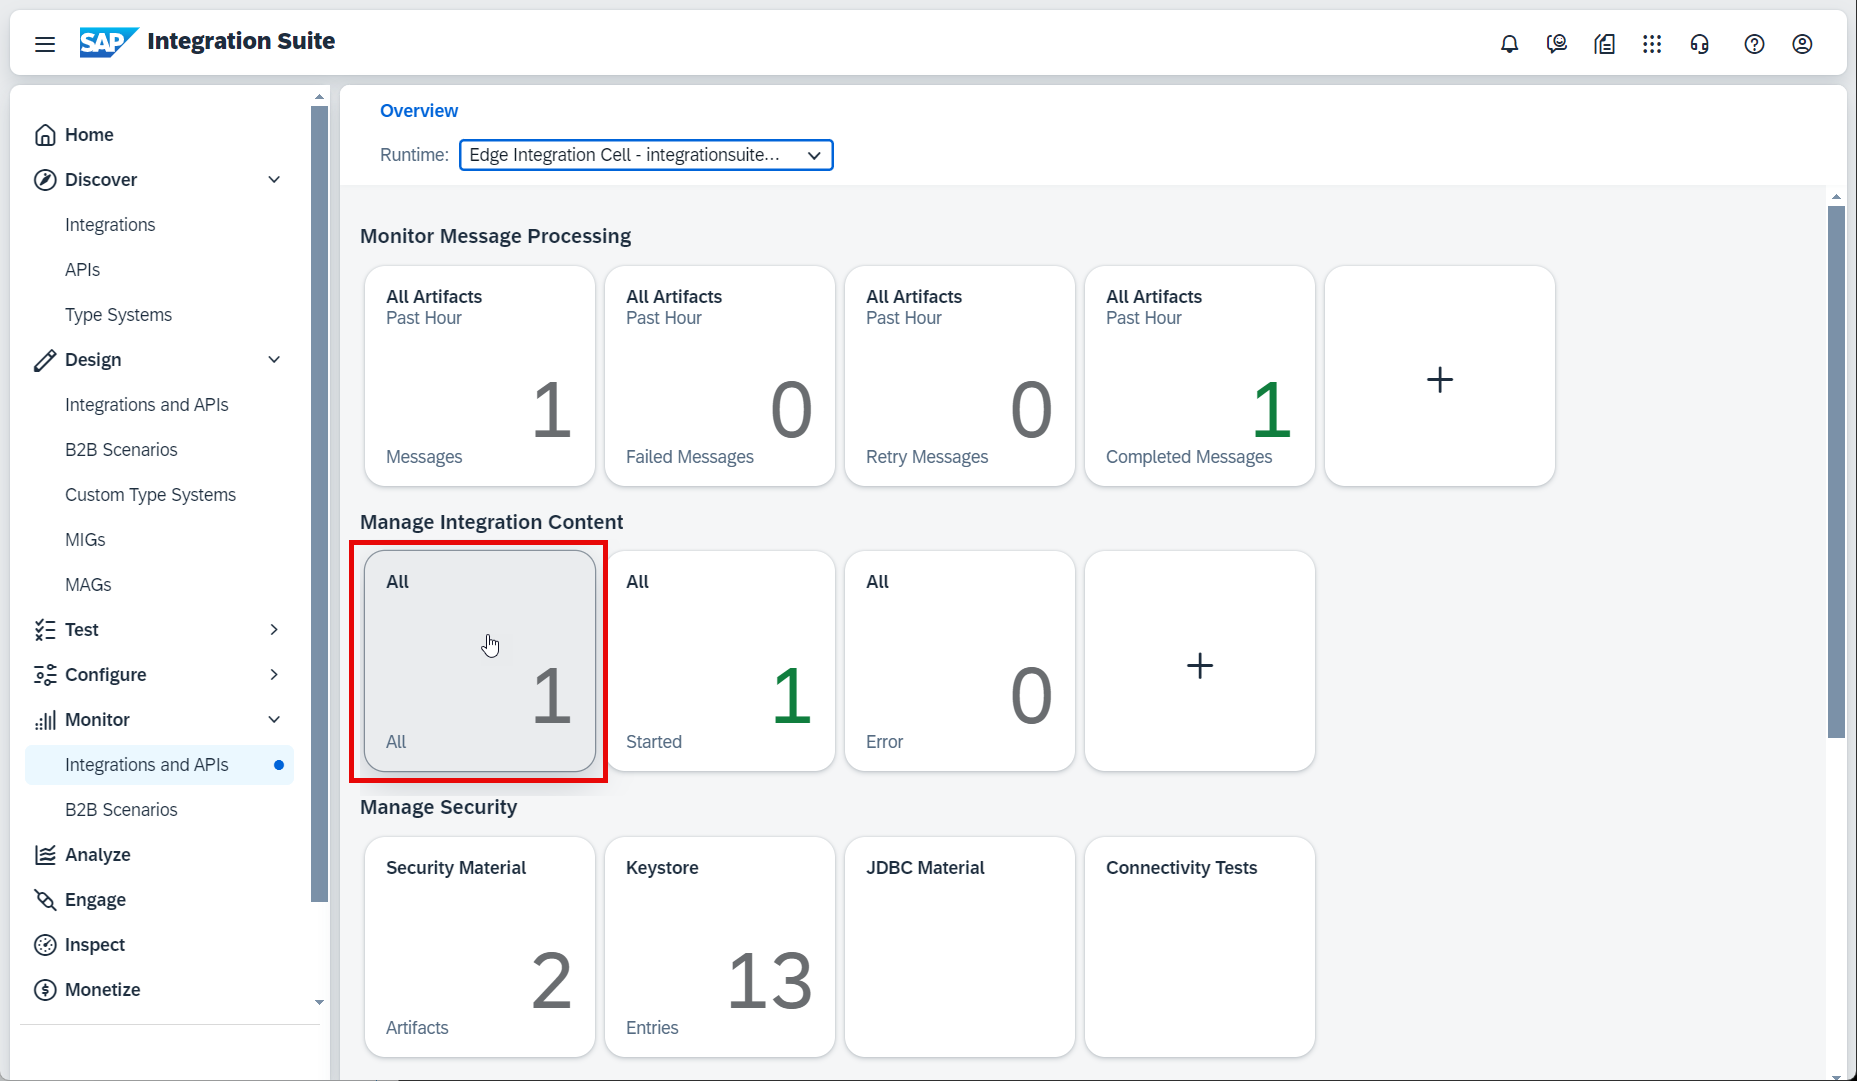 SAP Integration Suite
Home
Discover
Integrations
APIs
Type Systems
Design
Integrations and APIs
B2B Scenarios
Custom Type Systems
MIGs
MAGs
Test
Configure
Monitor
Integrations and APIs
B2B Scenarios
Analyze
Engage
Inspect
Monetize
Overview
Runtime: Edge Integration Cell - integrationsuite...
Monitor Message Processing
All Artifacts
Past Hour
1
Messages
All Artifacts
Past Hour
0
Failed Messages
All Artifacts
Past Hour
0
Retry Messages
All Artifacts
Past Hour
1
Completed Messages
Manage Integration Content
All
1
All
All
1
Started
All
0
Error
Manage Security
Security Material
2
Artifacts
Keystore
13
Entries
JDBC Material
Connectivity Tests